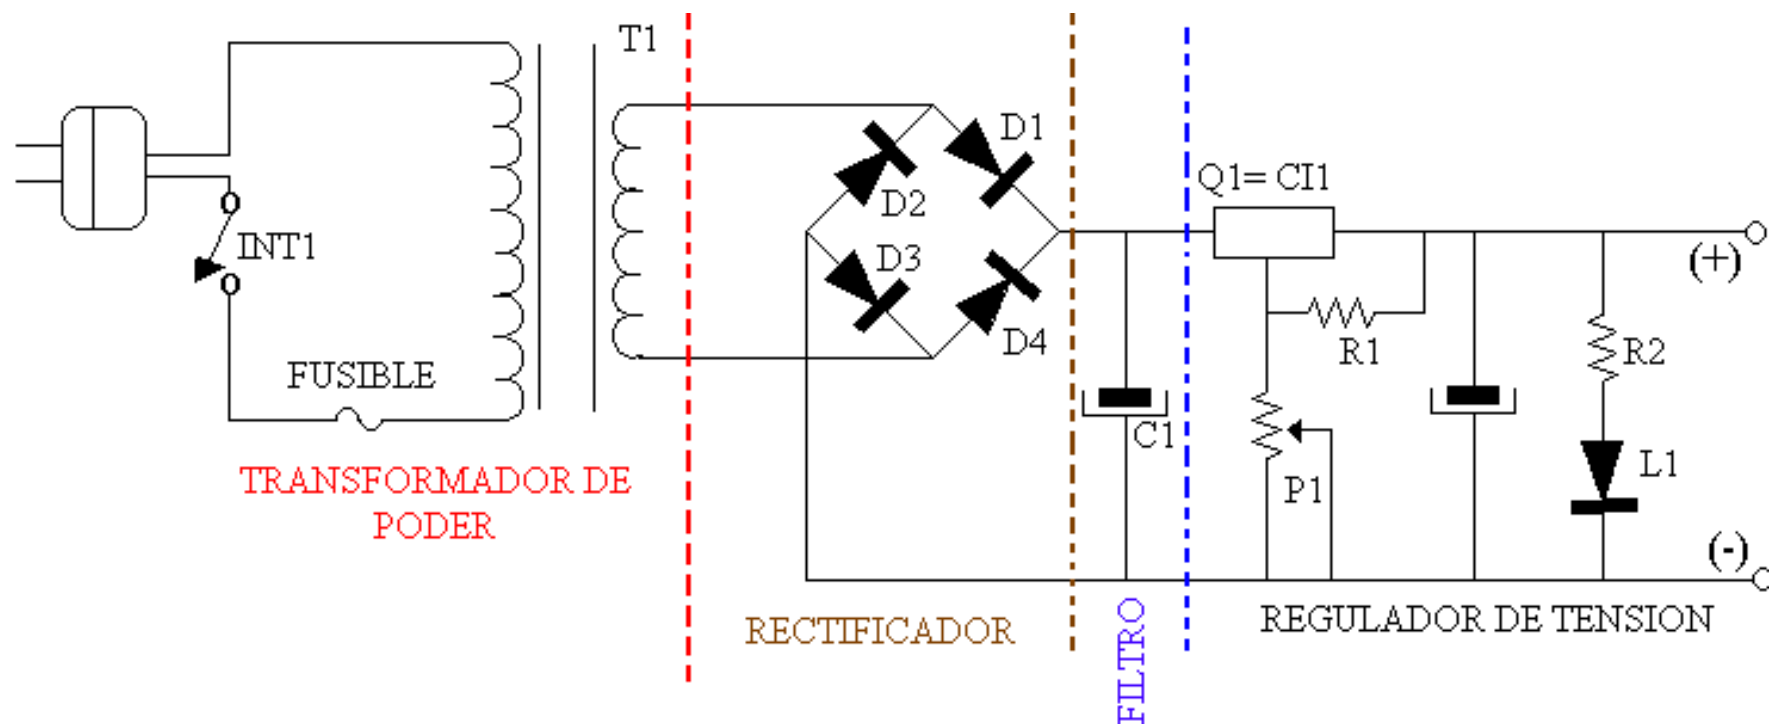 T1
D1
D2
Q1= CI1
INT1
D3
(+)
D4
R1
R2
FUSIBLE
C1
L1
P1
TRANSFORMADOR DE
PODER
(-)
RECTIFICADOR
FILTRO
REGULADOR DE TENSION